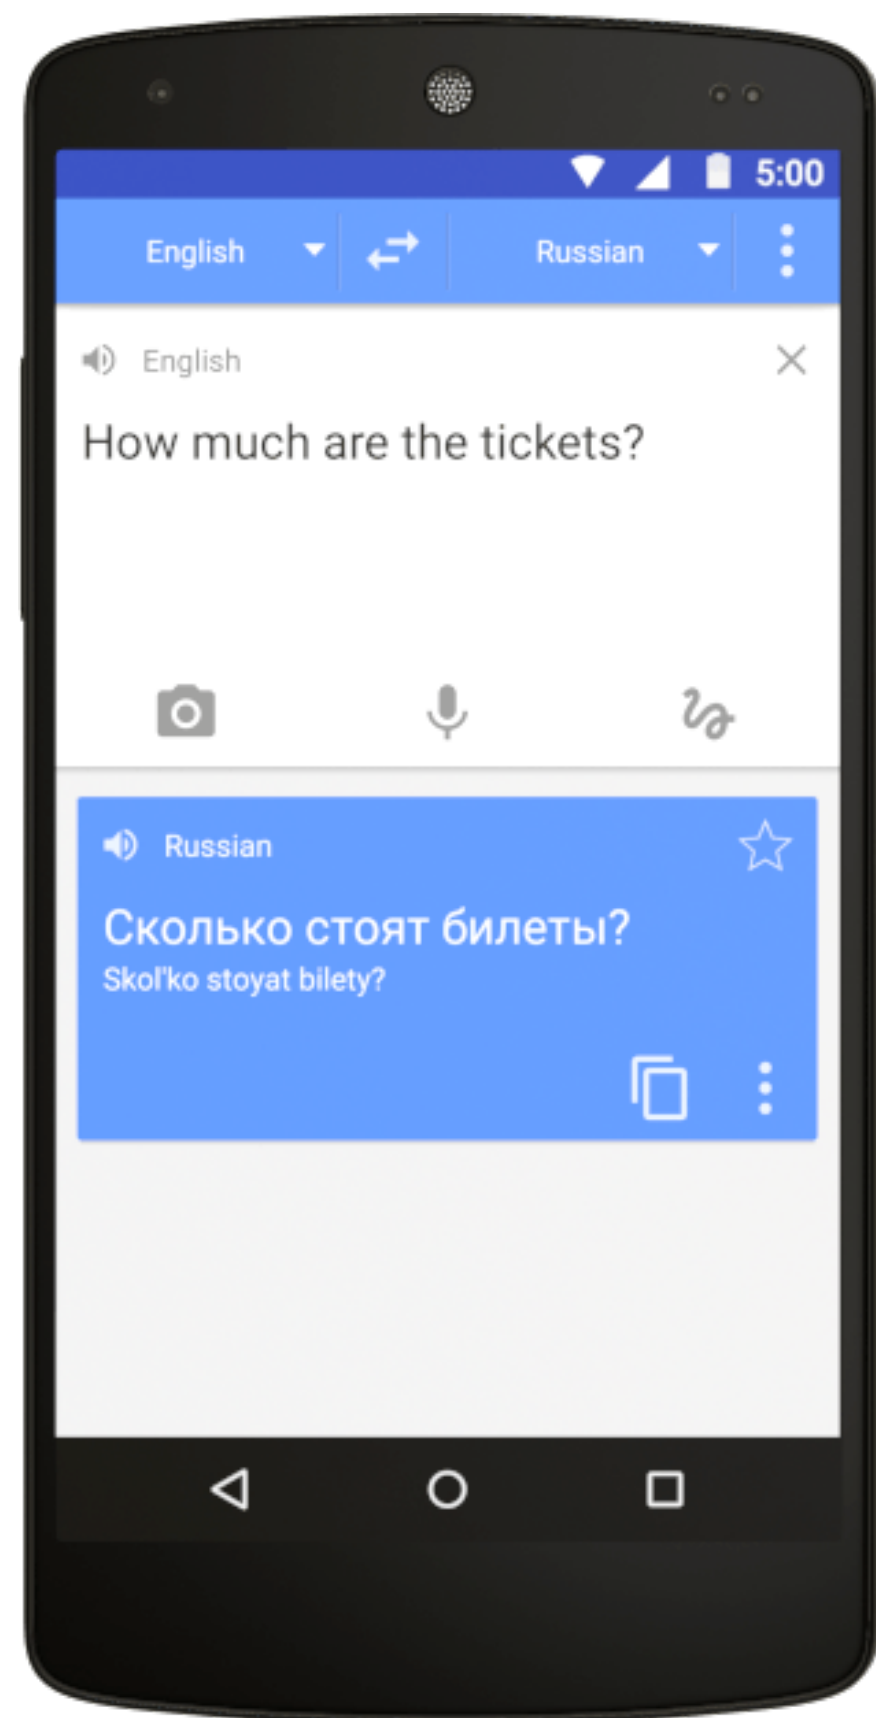 5:00
English Russian
English
How much are the tickets?
Russian
Сколько стоят билеты?
Skol'ko stoyat bilety?